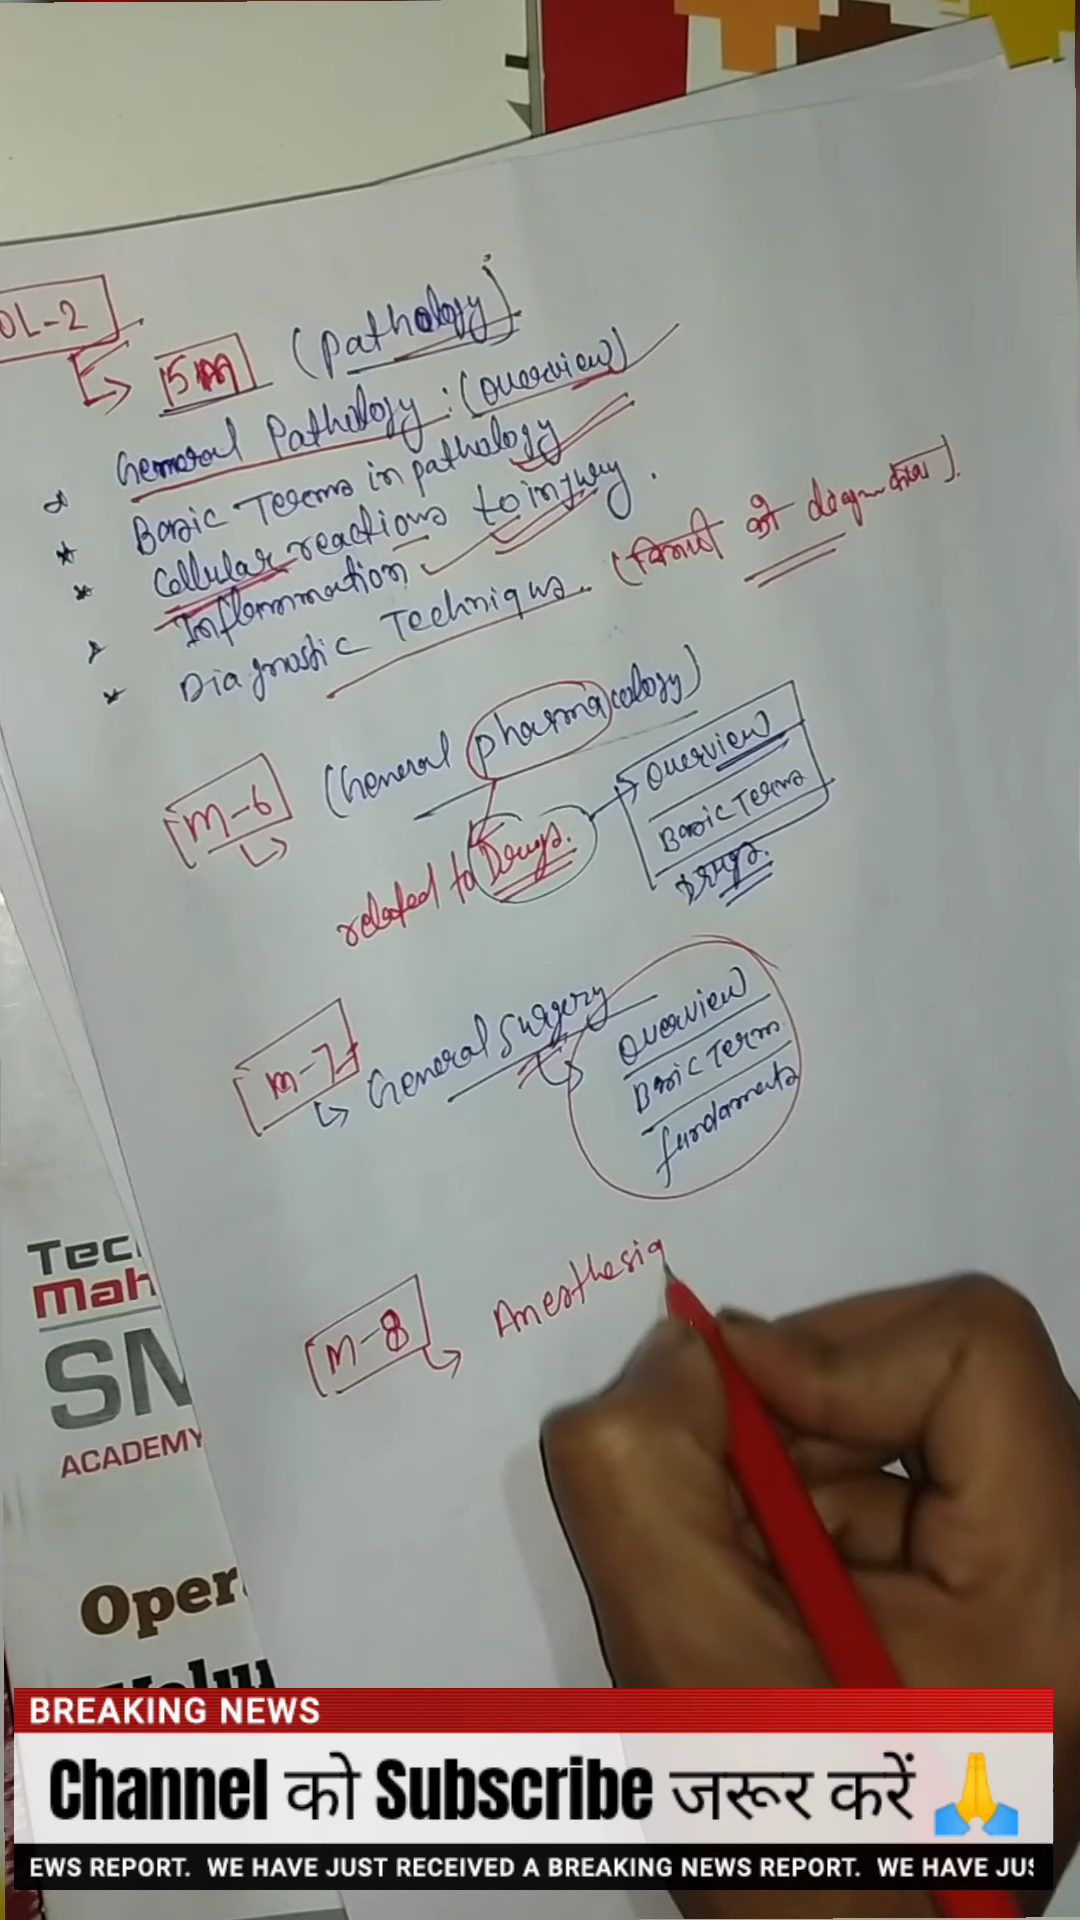 OL-2
5M (Pathology)
* General Pathology: (overview)
* Basic Terms in pathology
* Cellular reactions to injury.
* Inflammation
* Diagnostic Techniqus. को
M-6 (General pharmacology)
related to Drugs.
Overview
Basic Terms
Drugs.
M-7 General Surgery
Overview
Basic Term
fundaments
M-8 Anesthesia
Tec
Mah
SM
ACADEMY
Oper
Volu
BREAKING NEWS
Channel को Subscribe जरूर करें 🙏
EWS REPORT. WE HAVE JUST RECEIVED A BREAKING NEWS REPORT. WE HAVE JUS